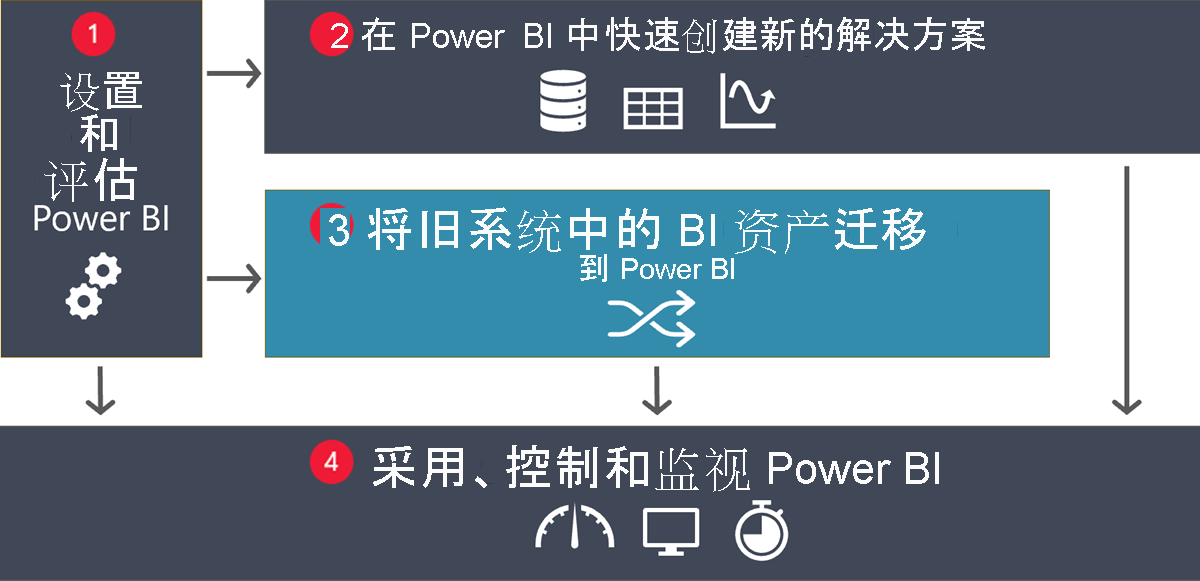 1
设置
和
评估
Power BI
2 在 Power BI 中快速创建新的解决方案
3 将旧系统中的 BI 资产迁移
到 Power BI
4 采用、控制和监视 Power BI